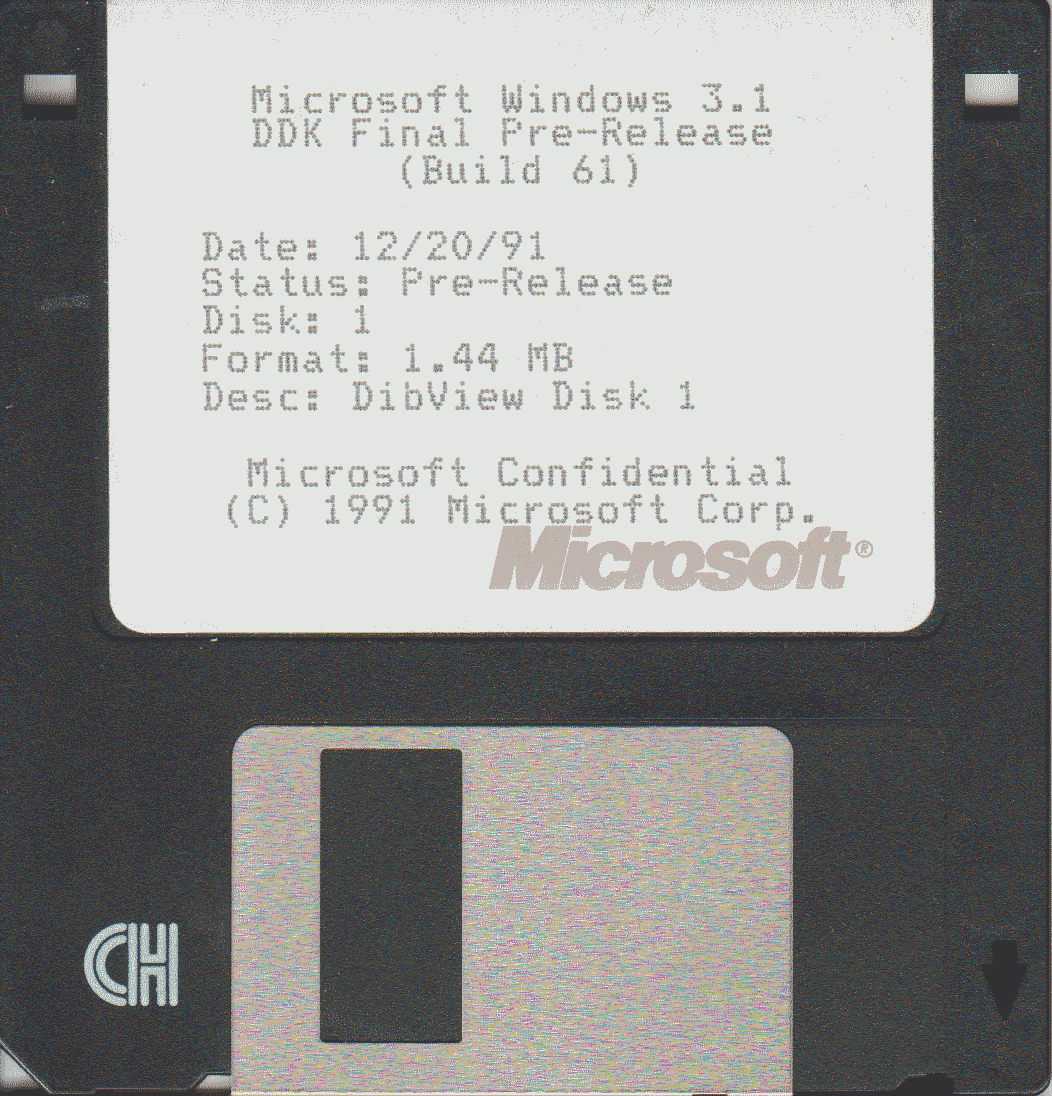 Microsoft Windows 3.1
DDK Final Pre-Release
(Build 61)
Date: 12/20/91
Status: Pre-Release
Disk: 1
Format: 1.44 MB
Desc: DibView Disk 1
Microsoft Confidential
(C) 1991 Microsoft Corp.
Microsoft®
CH